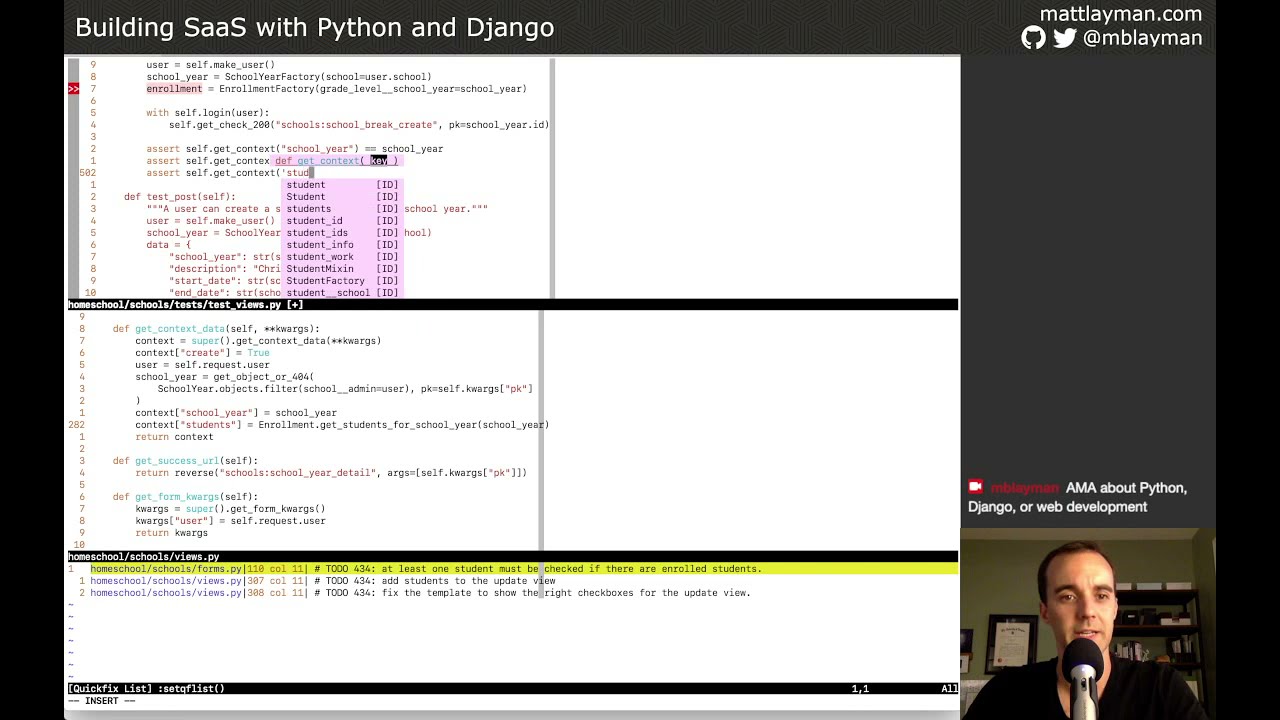 Building SaaS with Python and Django
mattlayman.com
@mblayman
9 user = self.make_user()
8 school_year = SchoolYearFactory(school=user.school)
>> 7 enrollment = EnrollmentFactory(grade_level__school_year=school_year)
6
5 with self.login(user):
4 self.get_check_200("schools:school_break_create", pk=school_year.id)
3
2 assert self.get_context("school_year") == school_year
1 assert self.get_contex def get_context( key )
502 assert self.get_context('stud
1 student [ID]
2 def test_post(self): Student [ID]
3 """A user can create a s students [ID] school year."""
4 user = self.make_user() student_id [ID]
5 school_year = SchoolYear student_ids [ID] hool)
6 data = { student_info [ID]
7 "school_year": str(s student_work [ID]
8 "description": "Chri StudentMixin [ID]
9 "start_date": str(sc StudentFactory [ID]
10 "end_date": str(scho student__school [ID]
homeschool/schools/tests/test_views.py [+]
9
8 def get_context_data(self, **kwargs):
7 context = super().get_context_data(**kwargs)
6 context["create"] = True
5 user = self.request.user
4 school_year = get_object_or_404(
3 SchoolYear.objects.filter(school__admin=user), pk=self.kwargs["pk"]
2 )
1 context["school_year"] = school_year
282 context["students"] = Enrollment.get_students_for_school_year(school_year)
1 return context
2
3 def get_success_url(self):
4 return reverse("schools:school_year_detail", args=[self.kwargs["pk"]])
5
6 def get_form_kwargs(self):
7 kwargs = super().get_form_kwargs()
8 kwargs["user"] = self.request.user
9 return kwargs
10
homeschool/schools/views.py
1 homeschool/schools/forms.py|110 col 11| # TODO 434: at least one student must be checked if there are enrolled students.
1 homeschool/schools/views.py|307 col 11| # TODO 434: add students to the update view
2 homeschool/schools/views.py|308 col 11| # TODO 434: fix the template to show the right checkboxes for the update view.
~
~
~
~
~
~
~
[Quickfix List] :setqflist() 1,1 All
-- INSERT --
mblayman AMA about Python,
Django, or web development